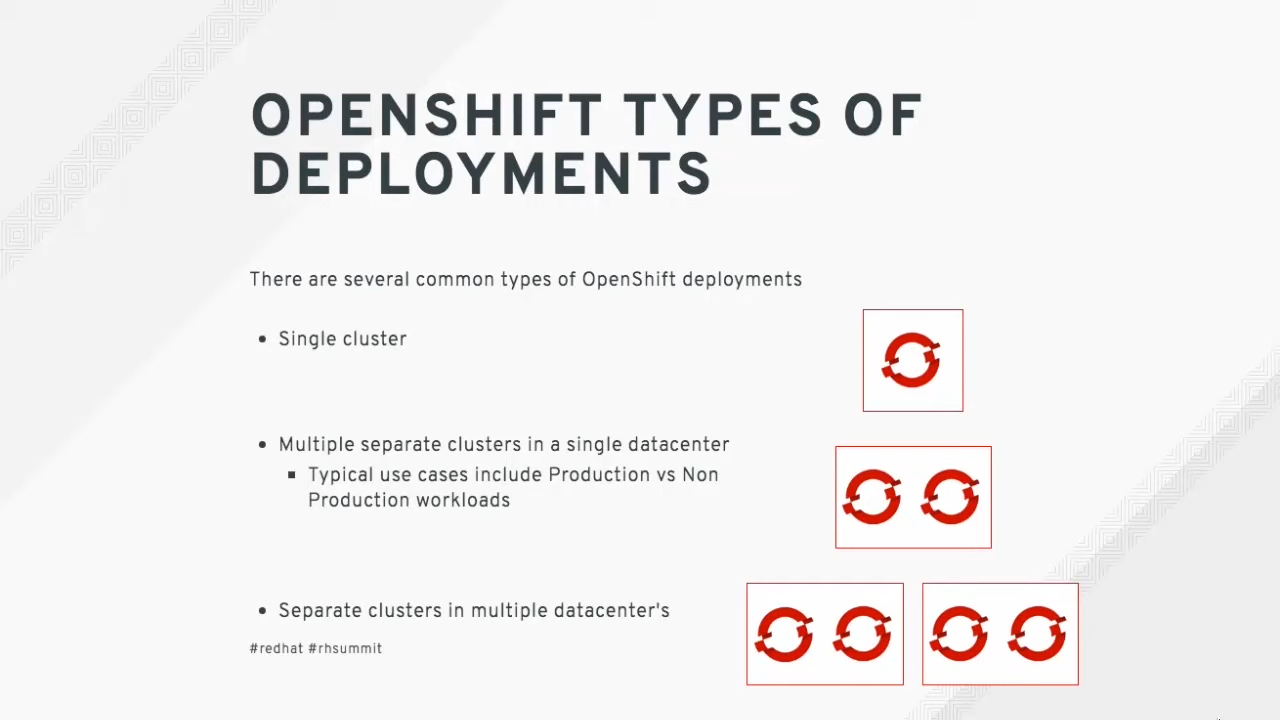 OPENSHIFT TYPES OF
DEPLOYMENTS
There are several common types of OpenShift deployments
• Single cluster
• Multiple separate clusters in a single datacenter
▪ Typical use cases include Production vs Non
Production workloads
• Separate clusters in multiple datacenter's
#redhat #rhsummit